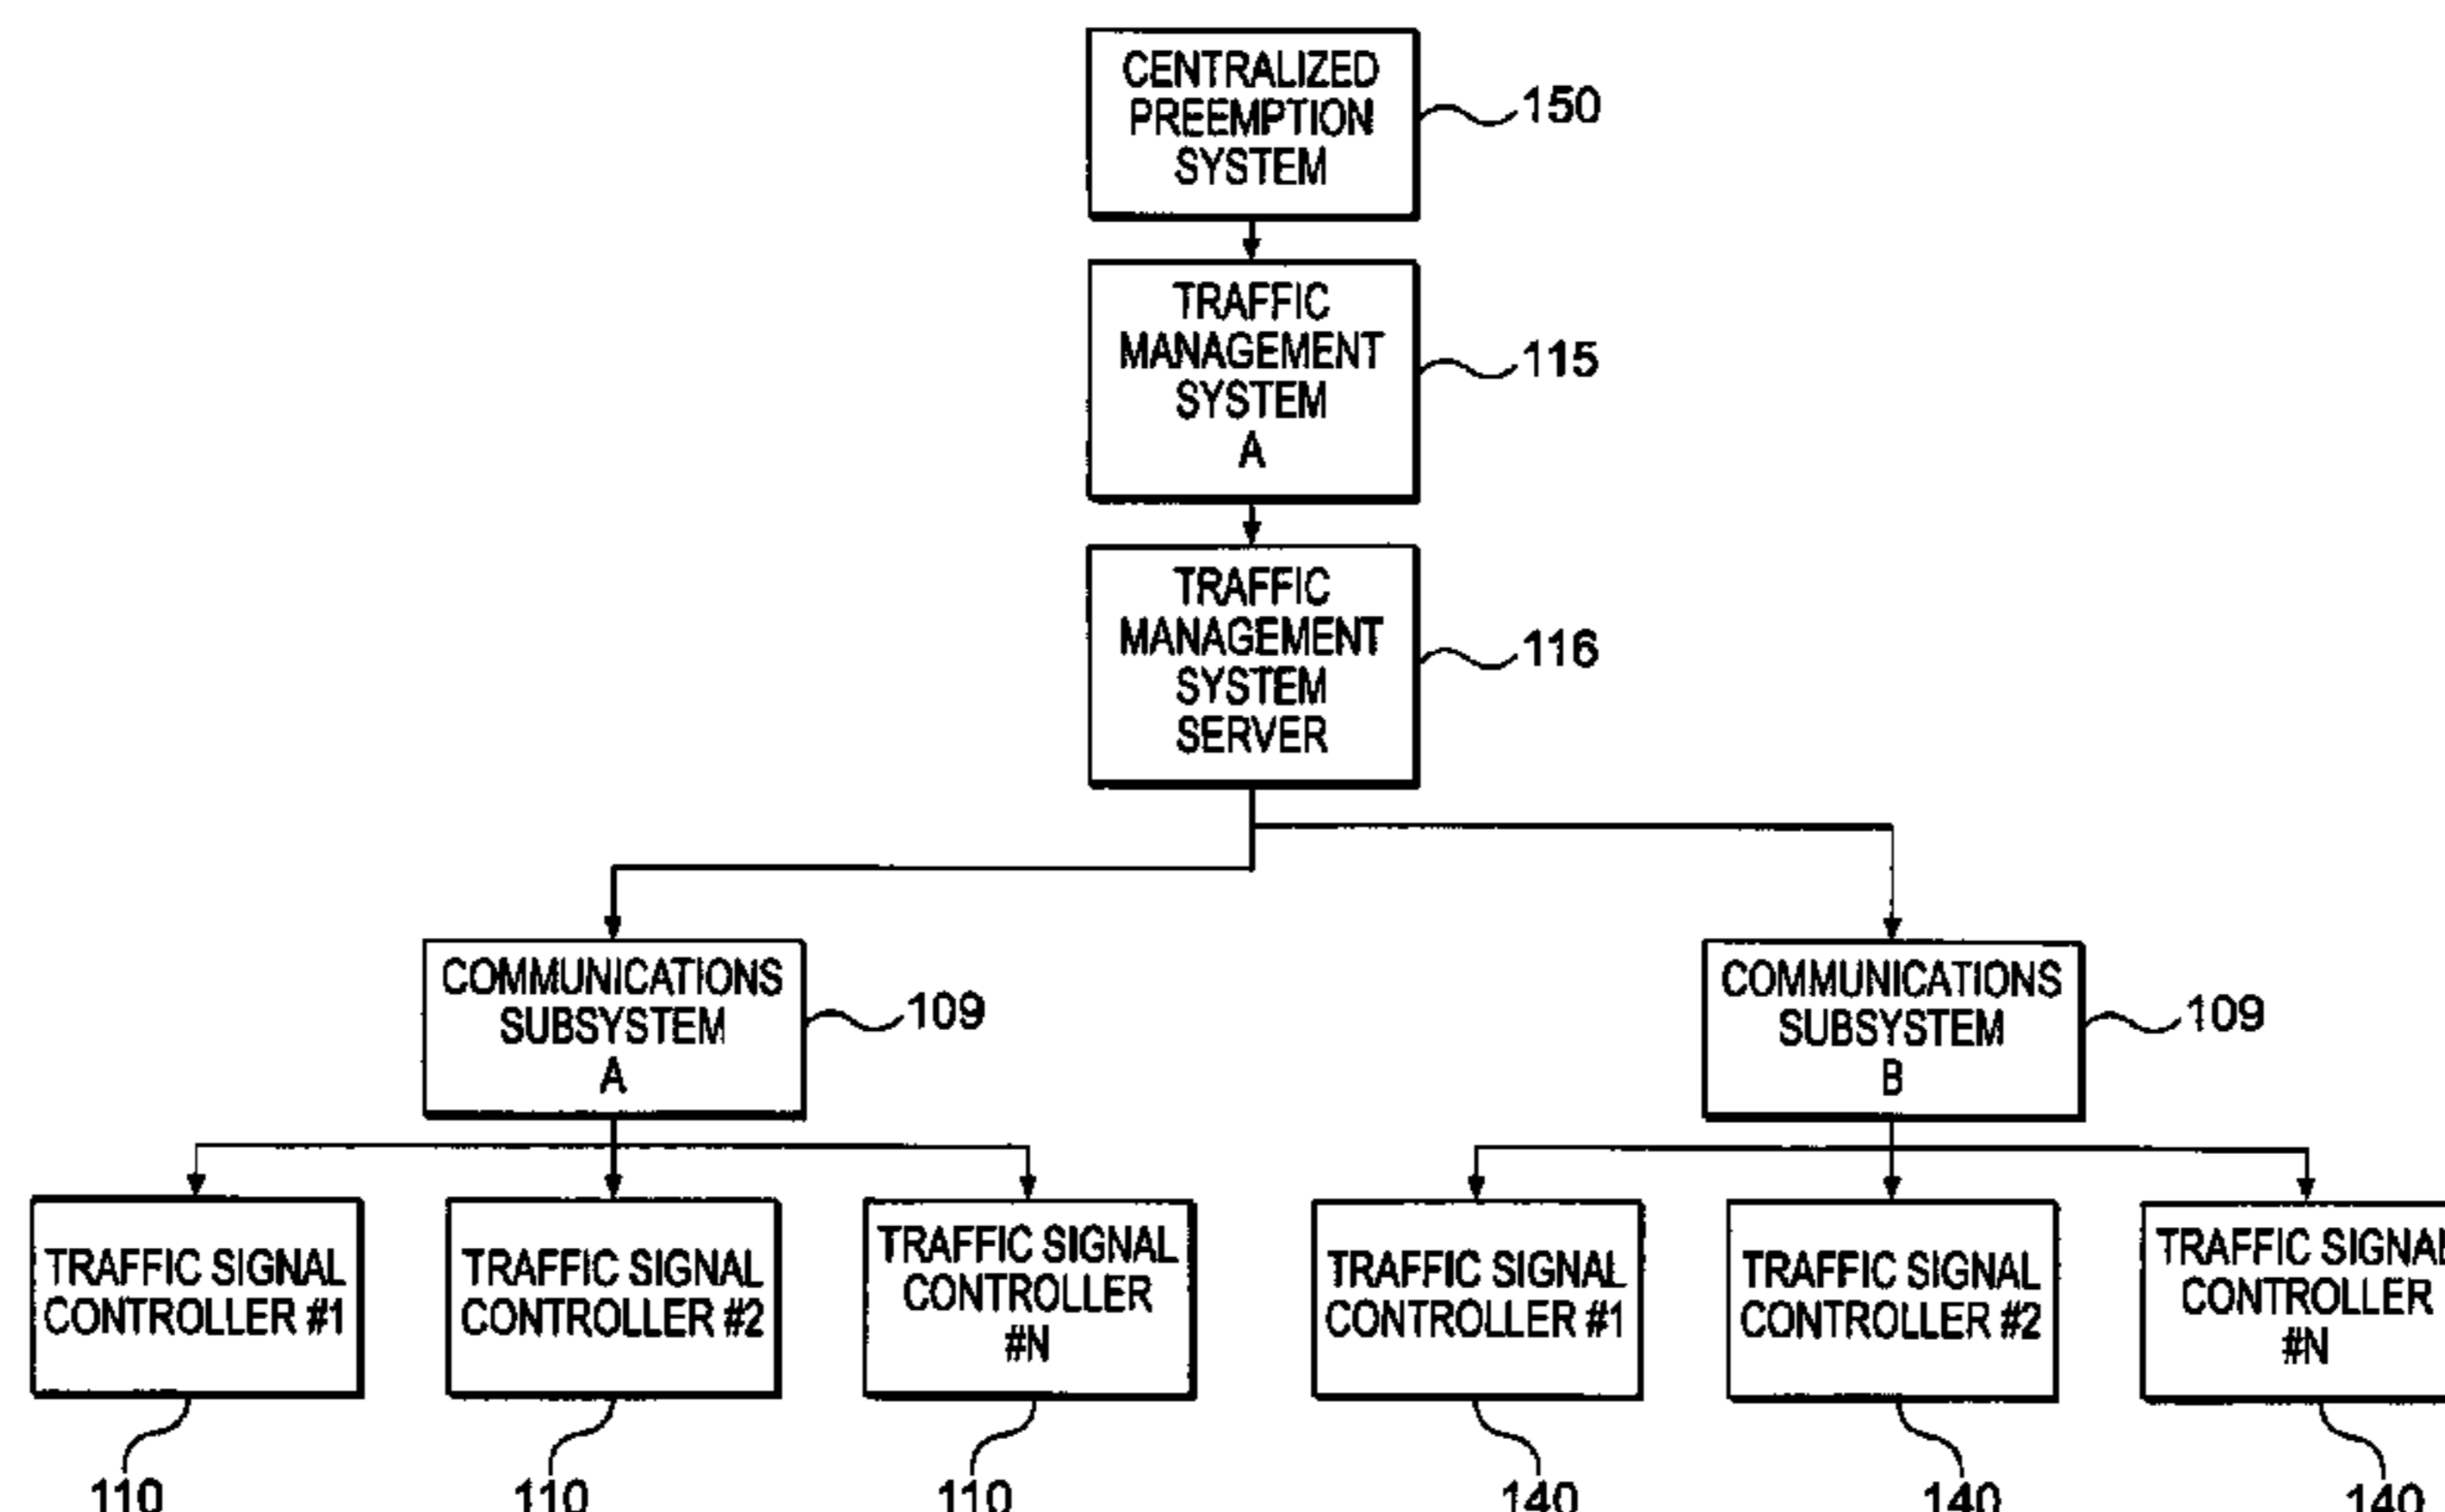 CENTRALIZED
PREEMPTION
SYSTEM
150
TRAFFIC
MANAGEMENT
SYSTEM
A
115
TRAFFIC
MANAGEMENT
SYSTEM
SERVER
116
COMMUNICATIONS
SUBSYSTEM
A
109
COMMUNICATIONS
SUBSYSTEM
B
109
TRAFFIC SIGNAL
CONTROLLER #1
TRAFFIC SIGNAL
CONTROLLER #2
TRAFFIC SIGNAL
CONTROLLER
#N
TRAFFIC SIGNAL
CONTROLLER #1
TRAFFIC SIGNAL
CONTROLLER #2
TRAFFIC SIGNAL
CONTROLLER
#N
110
110
110
140
140
140